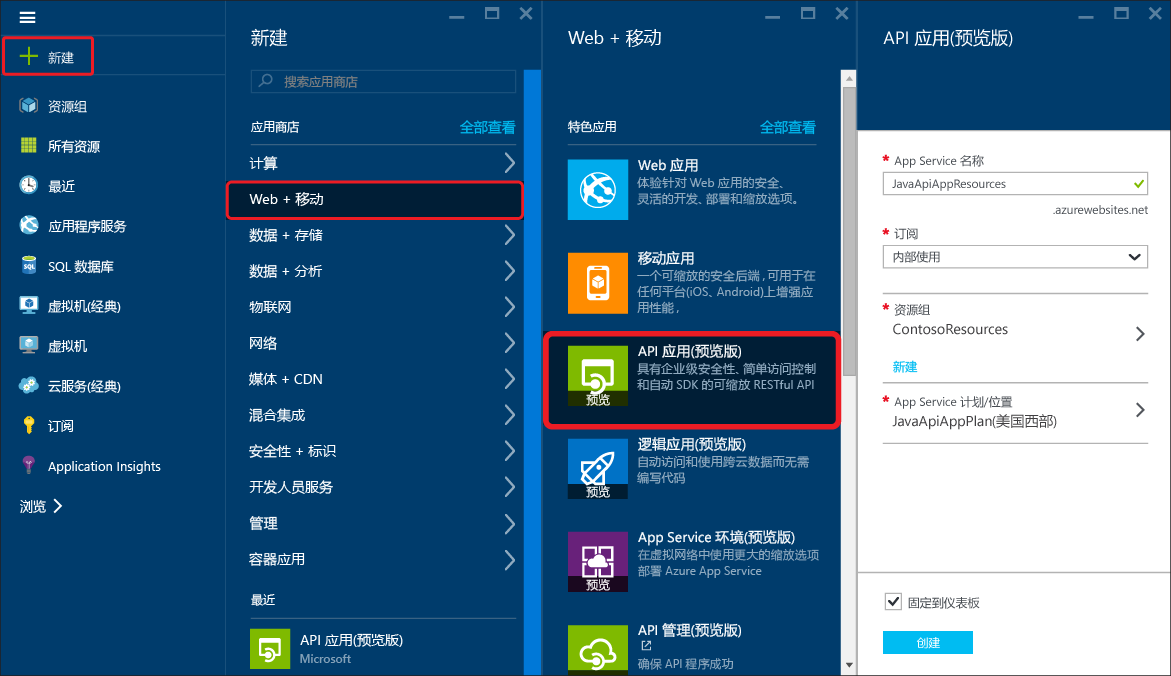 新建
资源组
所有资源
最近
应用程序服务
SQL 数据库
虚拟机(经典)
虚拟机
云服务(经典)
订阅
Application Insights
浏览
新建
搜索应用商店
应用商店 全部查看
计算
Web + 移动
数据 + 存储
数据 + 分析
物联网
网络
媒体 + CDN
混合集成
安全性 + 标识
开发人员服务
管理
容器应用
最近
API 应用(预览版)
Microsoft
Web + 移动
特色应用 全部查看
Web 应用
体验针对 Web 应用的安全、
灵活的开发、部署和缩放选项。
移动应用
一个可缩放的安全后端,可用于在
任何平台(iOS、Android)上增强应
用性能,
API 应用(预览版)
具有企业级安全性、简单访问控制
和自动 SDK 的可缩放 RESTful API
预览
逻辑应用(预览版)
自动访问和使用跨云数据而无需
编写代码
预览
App Service 环境(预览版)
在虚拟网络中使用更大的缩放选项
部署 Azure App Service
预览
API 管理(预览版)
确保 API 程序成功
API 应用(预览版)
* App Service 名称
JavaApiAppResources
.azurewebsites.net
* 订阅
内部使用
* 资源组
ContosoResources
新建
* App Service 计划/位置
JavaApiAppPlan(美国西部)
固定到仪表板
创建
SQL